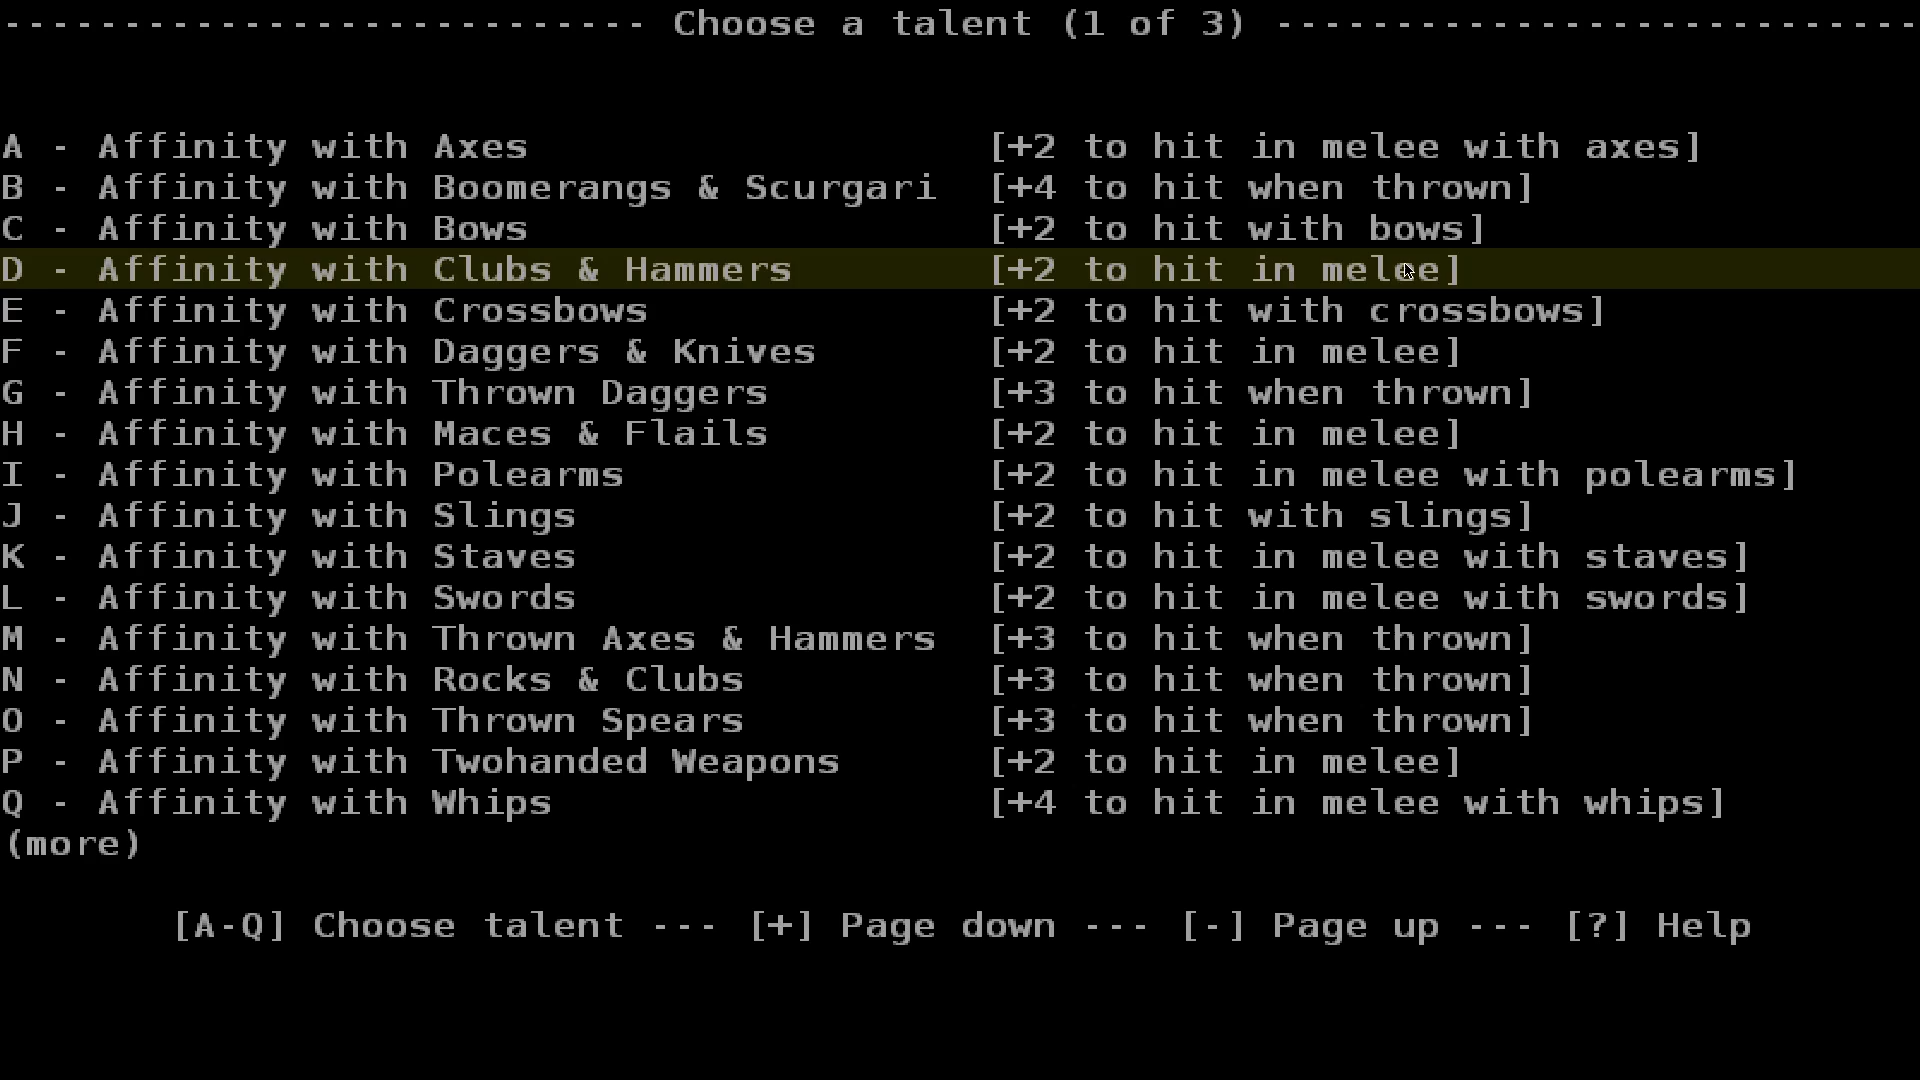 --------------------------- Choose a talent (1 of 3) ---------------------------
A - Affinity with Axes [+2 to hit in melee with axes]
B - Affinity with Boomerangs & Scurgari [+4 to hit when thrown]
C - Affinity with Bows [+2 to hit with bows]
D - Affinity with Clubs & Hammers [+2 to hit in melee]
E - Affinity with Crossbows [+2 to hit with crossbows]
F - Affinity with Daggers & Knives [+2 to hit in melee]
G - Affinity with Thrown Daggers [+3 to hit when thrown]
H - Affinity with Maces & Flails [+2 to hit in melee]
I - Affinity with Polearms [+2 to hit in melee with polearms]
J - Affinity with Slings [+2 to hit with slings]
K - Affinity with Staves [+2 to hit in melee with staves]
L - Affinity with Swords [+2 to hit in melee with swords]
M - Affinity with Thrown Axes & Hammers [+3 to hit when thrown]
N - Affinity with Rocks & Clubs [+3 to hit when thrown]
O - Affinity with Thrown Spears [+3 to hit when thrown]
P - Affinity with Twohanded Weapons [+2 to hit in melee]
Q - Affinity with Whips [+4 to hit in melee with whips]
(more)
[A-Q] Choose talent --- [+] Page down --- [-] Page up --- [?] Help